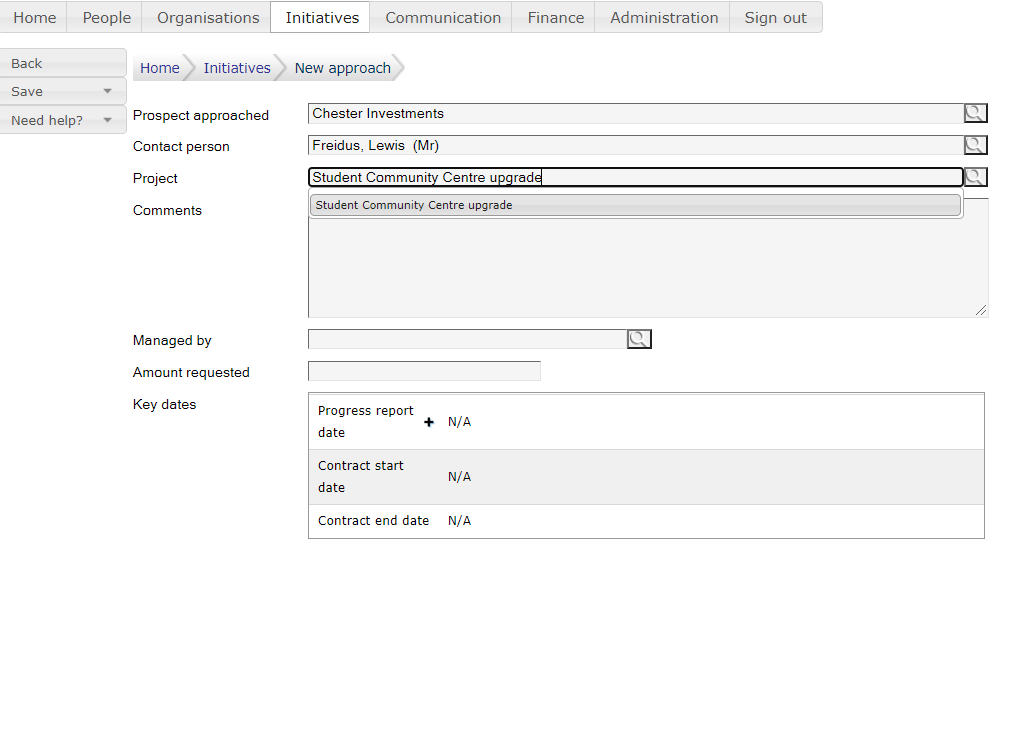 Home People Organisations Initiatives Communication Finance Administration Sign out
Back
Save
Need help?
Home Initiatives New approach
Prospect approached Chester Investments
Contact person Freidus, Lewis (Mr)
Project Student Community Centre upgrade
Student Community Centre upgrade
Comments
Managed by
Amount requested
Key dates
Progress report
date
N/A
Contract start
date
N/A
Contract end date N/A